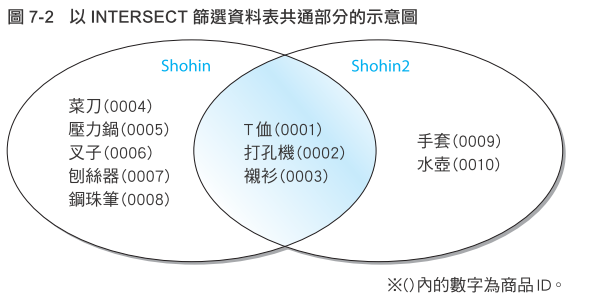 圖 7-2 以 INTERSECT 篩選資料表共通部分的示意圖
Shohin
Shohin2
菜刀(0004)
壓力鍋(0005)
叉子(0006)
刨絲器(0007)
鋼珠筆(0008)
T恤(0001)
打孔機(0002)
襯衫(0003)
手套(0009)
水壺(0010)
※()內的數字為商品ID。